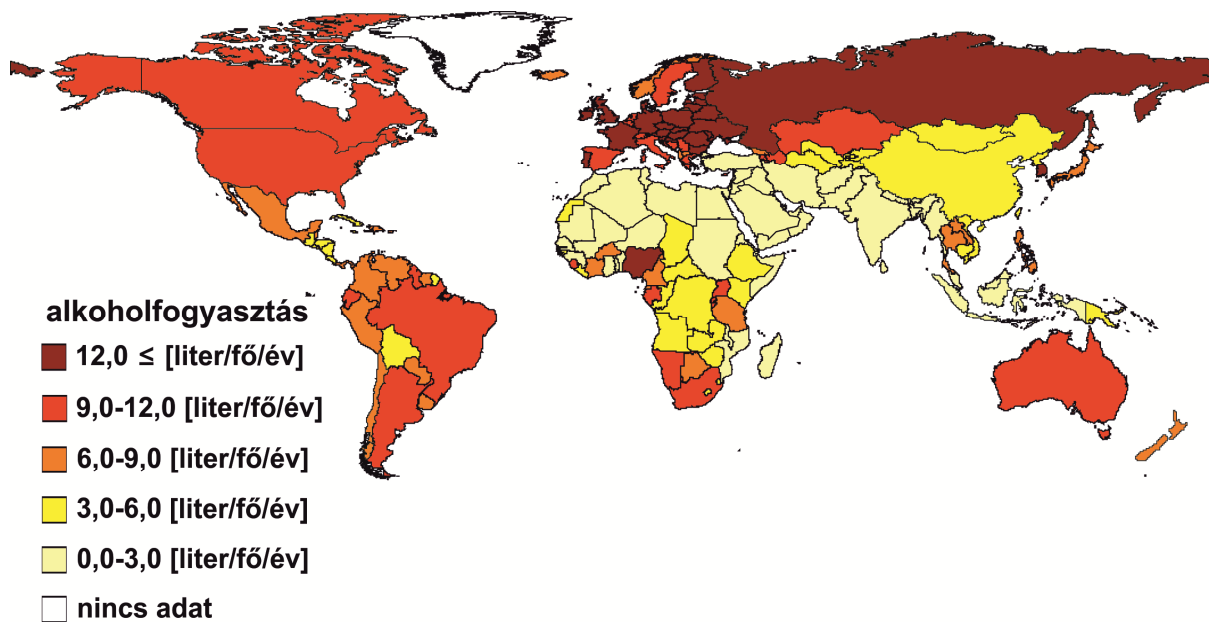 alkoholfogyasztás
12,0 ≤ [liter/fő/év]
9,0-12,0 [liter/fő/év]
6,0-9,0 [liter/fő/év]
3,0-6,0 [liter/fő/év]
0,0-3,0 [liter/fő/év]
nincs adat